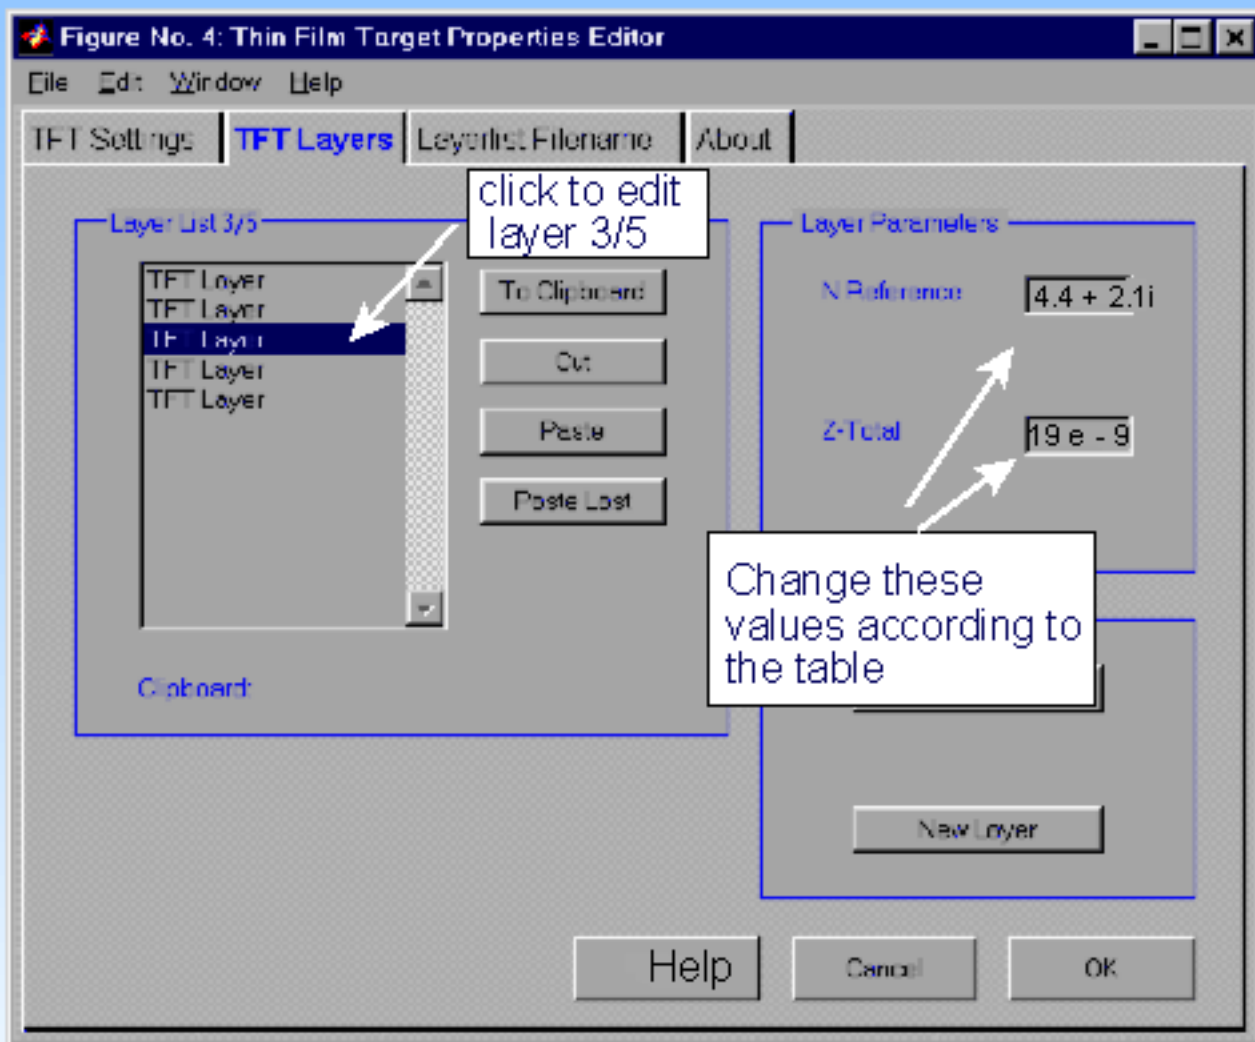 Figure No. 4: Thin Film Target Properties Editor
File Edit Window Help
TFT Settings TFT Layers Layerlist Filename About
click to edit
layer 3/5
Layer List 3/5
TFT Layer
TFT Layer
TFT Layer
TFT Layer
TFT Layer
To Clipboard
Cut
Paste
Paste Last
Clipboard:
Layer Parameters
N Reference 4.4 + 2.1i
Z-Total 19 e - 9
Change these
values according to
the table
New Layer
Help Cancel OK